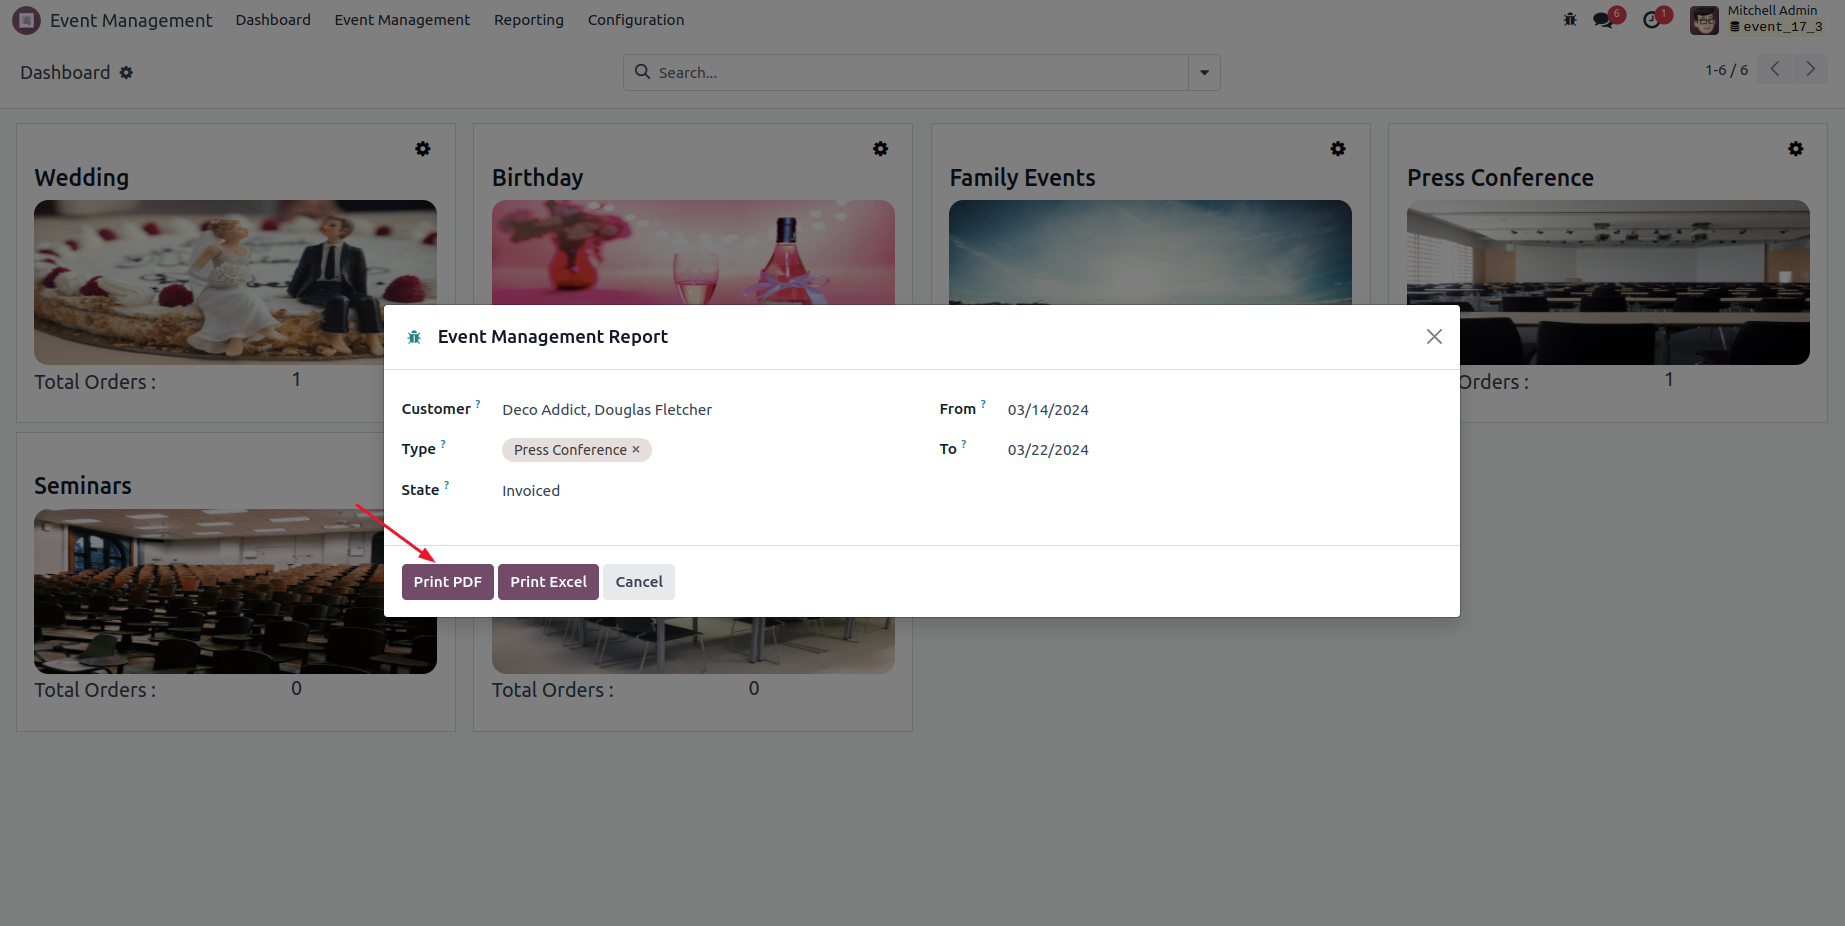 Event Management Dashboard Event Management Reporting Configuration 6 1 Mitchell Admin
event_17_3
Dashboard Search... 1-6 / 6
Wedding Birthday Family Events Press Conference
Event Management Report
Total Orders : 1 Orders : 1
Customer ? Deco Addict, Douglas Fletcher From ? 03/14/2024
Type ? Press Conference × To ? 03/22/2024
State ? Invoiced
Seminars
Print PDF Print Excel Cancel
Total Orders : 0 Total Orders : 0